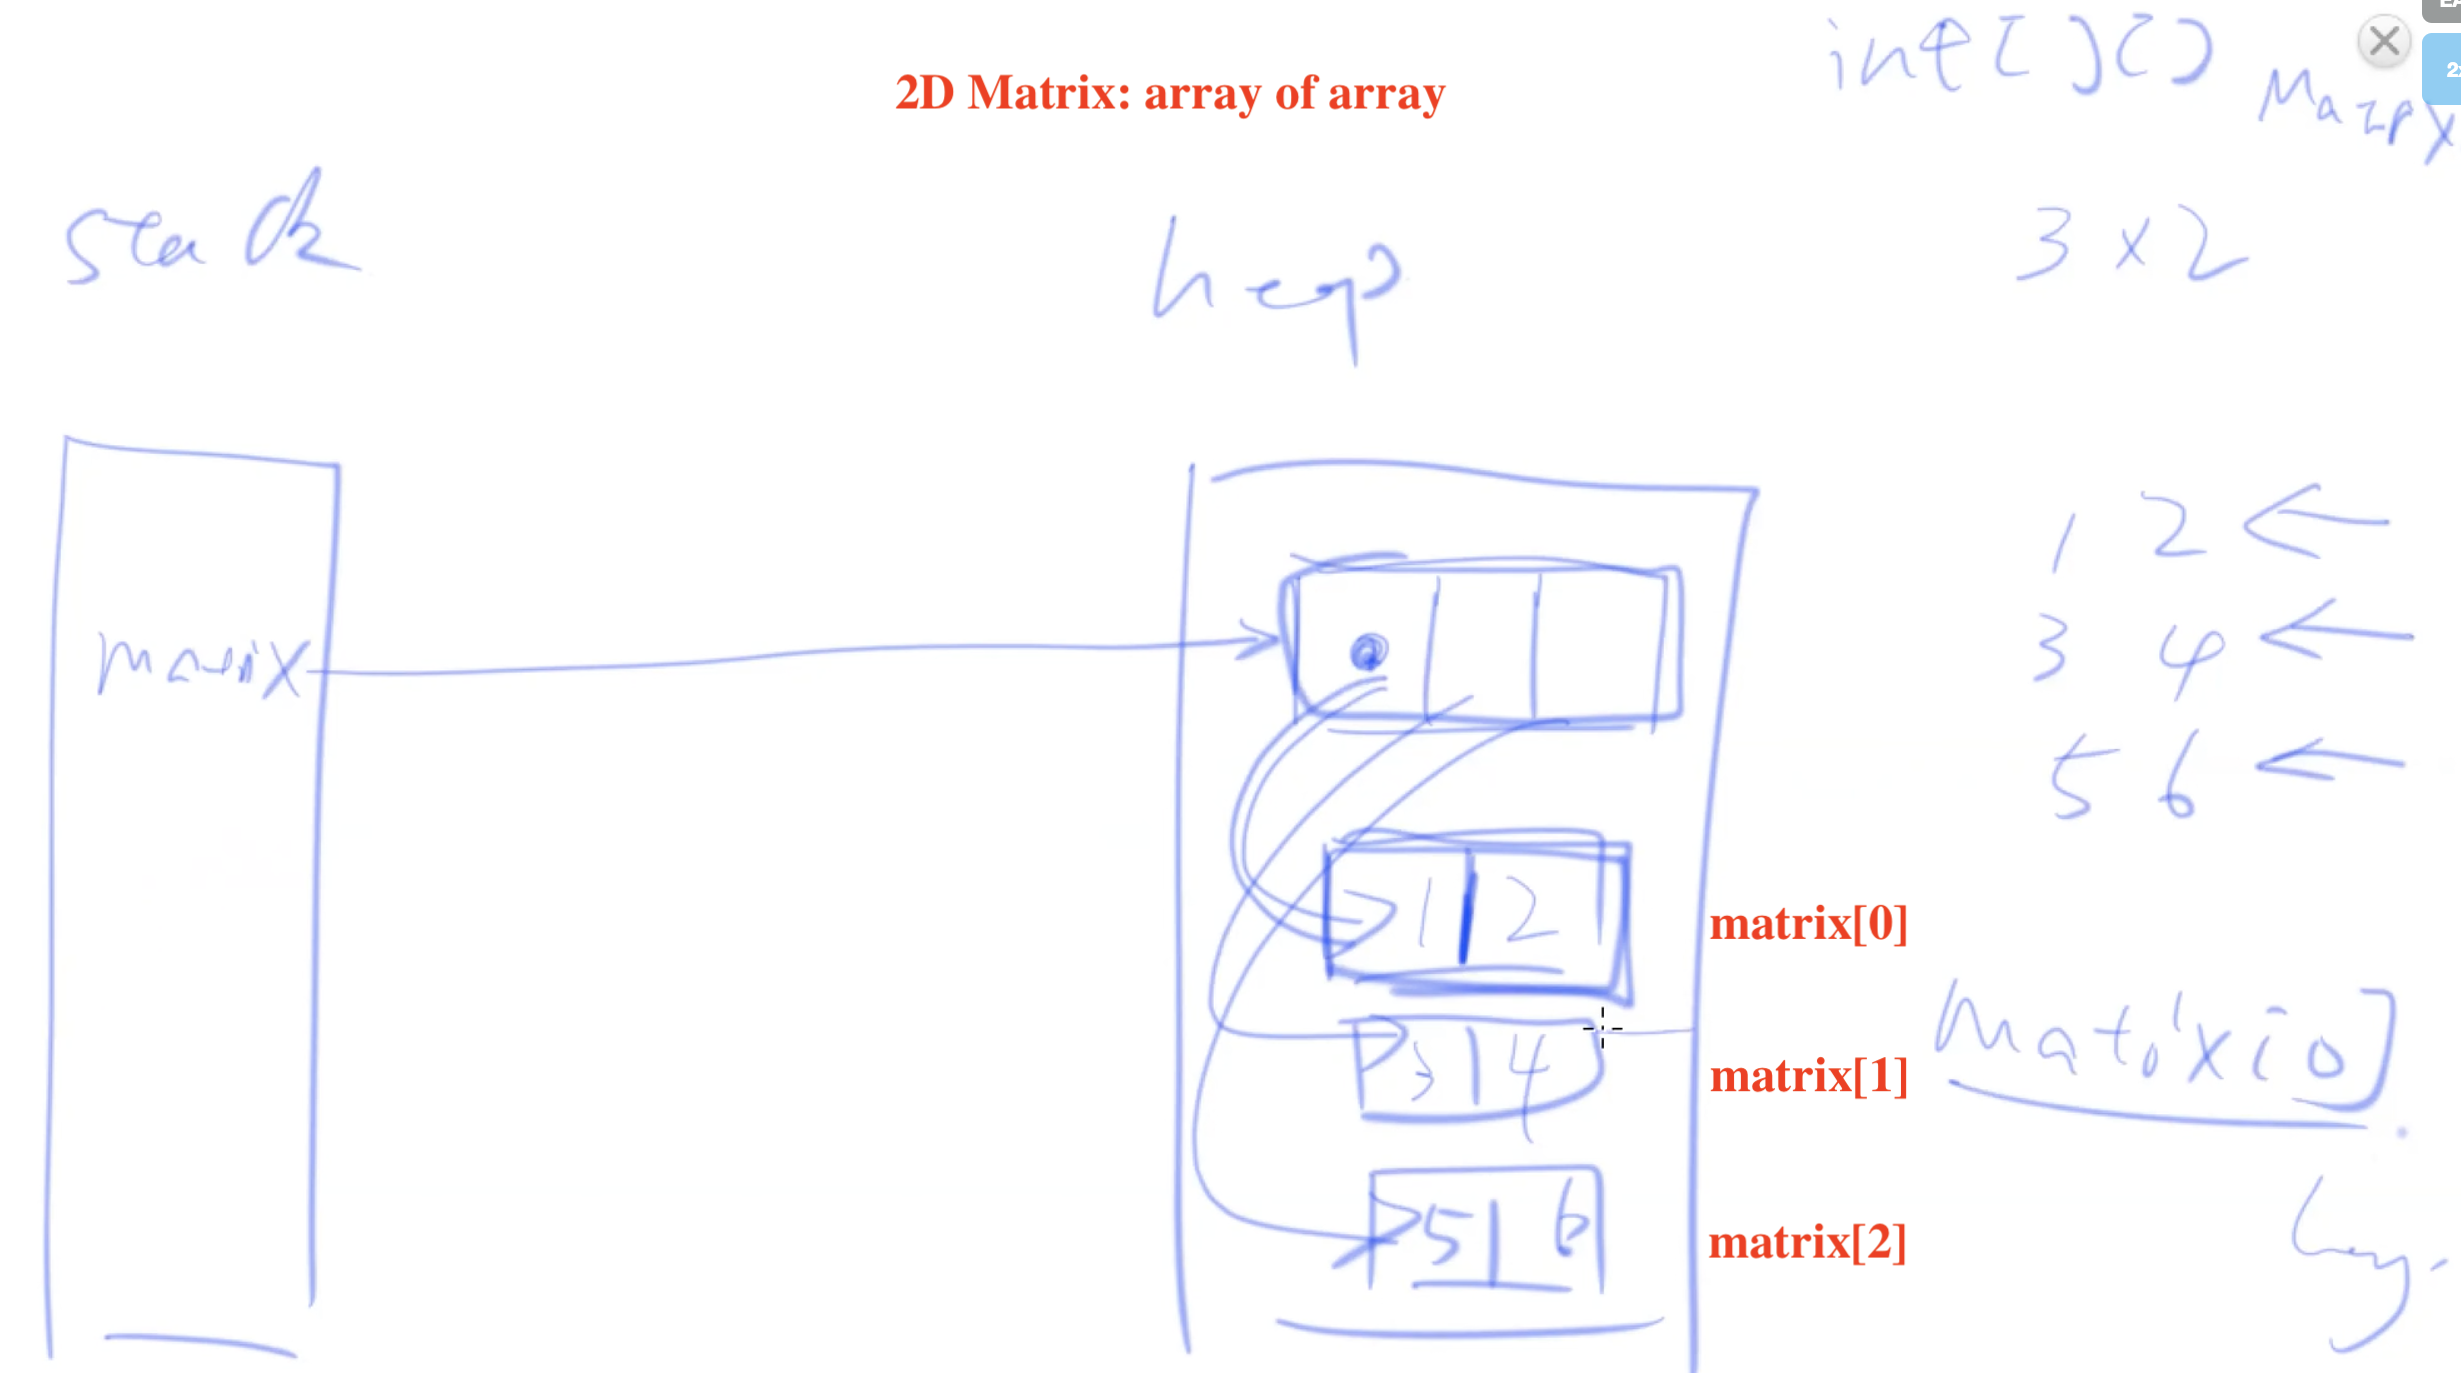 2D Matrix: array of array
int[][] Matrix
stack
heap
3 x 2
matrix
1 2
3 4
5 6
1 2
matrix[0]
3 4
matrix[1]
matrix[0]
5 6
matrix[2]